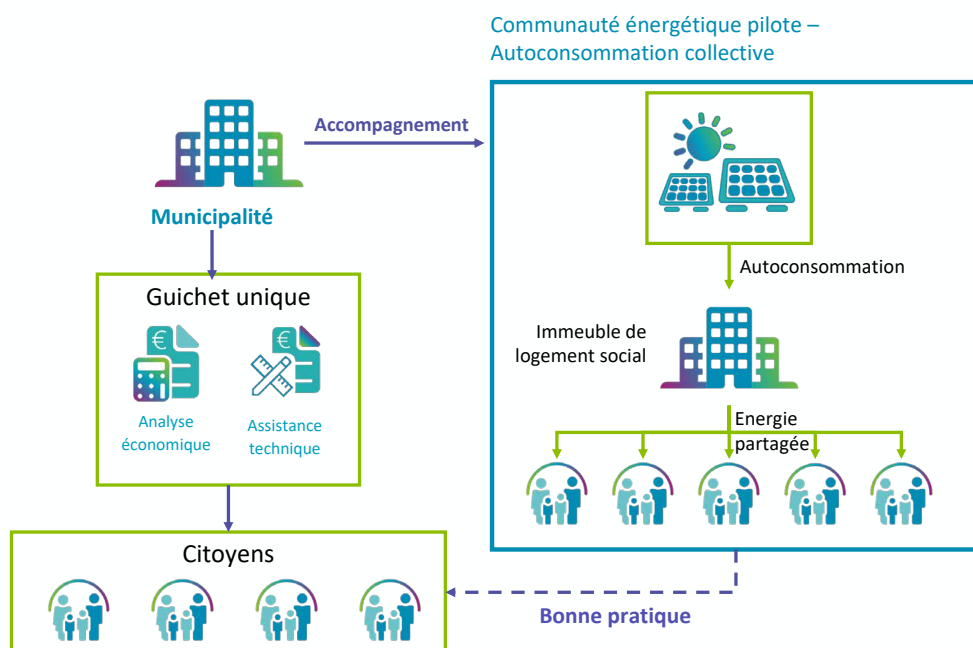 Communauté énergétique pilote –
Autoconsommation collective
Accompagnement
Municipalité
Autoconsommation
Guichet unique
€
€
Immeuble de
logement social
Analyse
économique
Assistance
technique
Energie
partagée
Citoyens
Bonne pratique